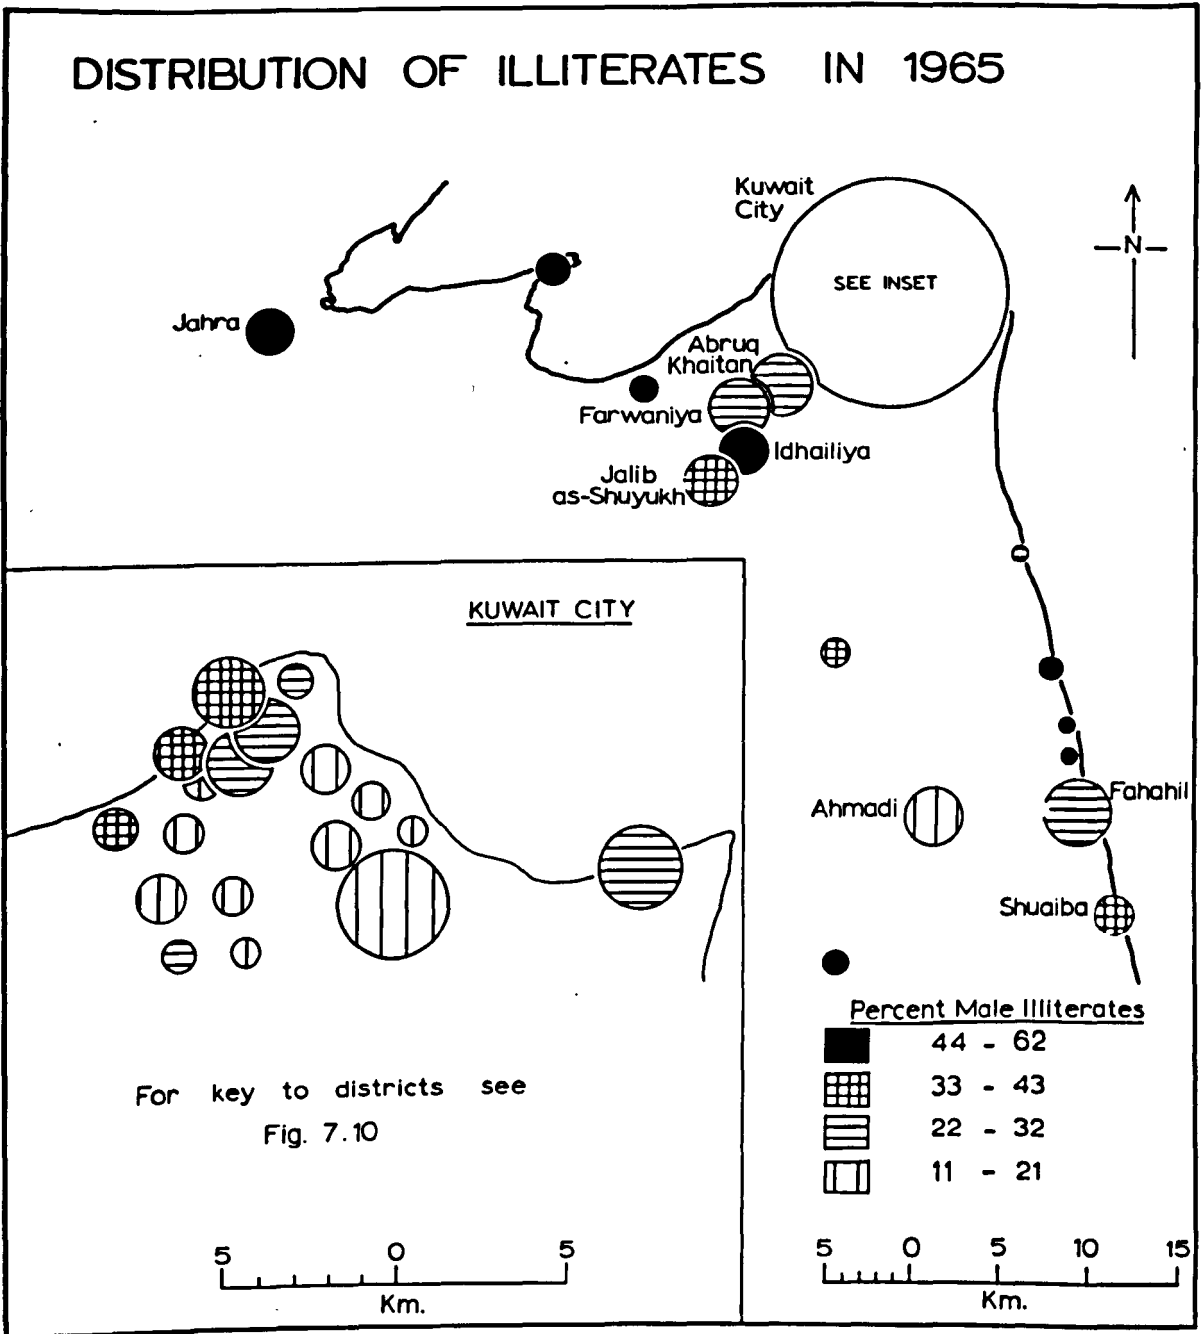 DISTRIBUTION OF ILLITERATES IN 1965
Kuwait
City
N
SEE INSET
Jahra
Abruq
Khaitan
Farwaniya
Idhailiya
Jalib
as-Shuyukh
KUWAIT CITY
Ahmadi
Fahahil
Shuaiba
Percent Male Illiterates
44 - 62
33 - 43
22 - 32
11 - 21
For key to districts see
Fig. 7.10
5 0 5
Km.
5 0 5 10 15
Km.